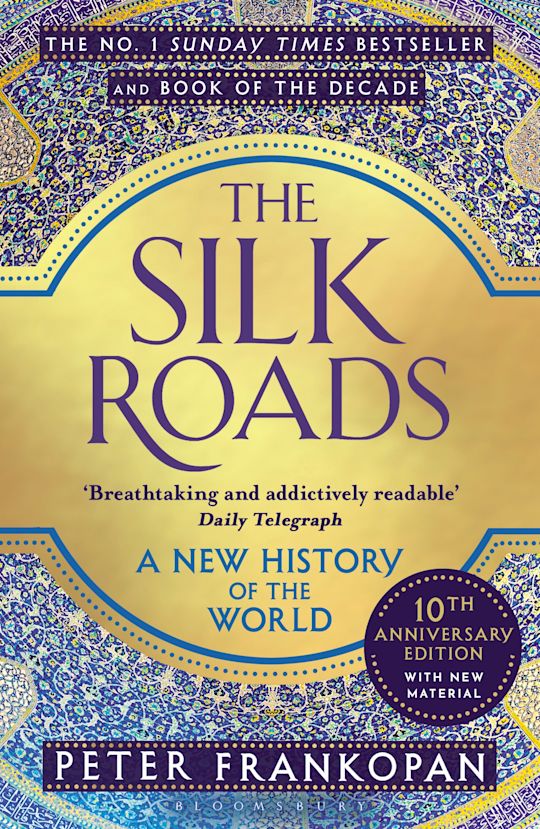 THE NO. 1 SUNDAY TIMES BESTSELLER
AND BOOK OF THE DECADE
THE
SILK
ROADS
‘Breathtaking and addictively readable’
Daily Telegraph
A NEW HISTORY
OF THE
WORLD
10TH
ANNIVERSARY
EDITION
WITH NEW
MATERIAL
PETER FRANKOPAN
BLOOMSBURY